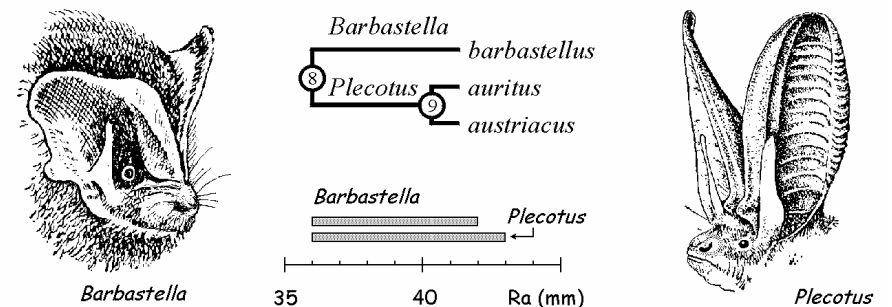 Barbastella
barbastellus
8
Plecotus
9
auritus
austriacus
Barbastella
Plecotus
35
40
Ra (mm)
Barbastella
Plecotus